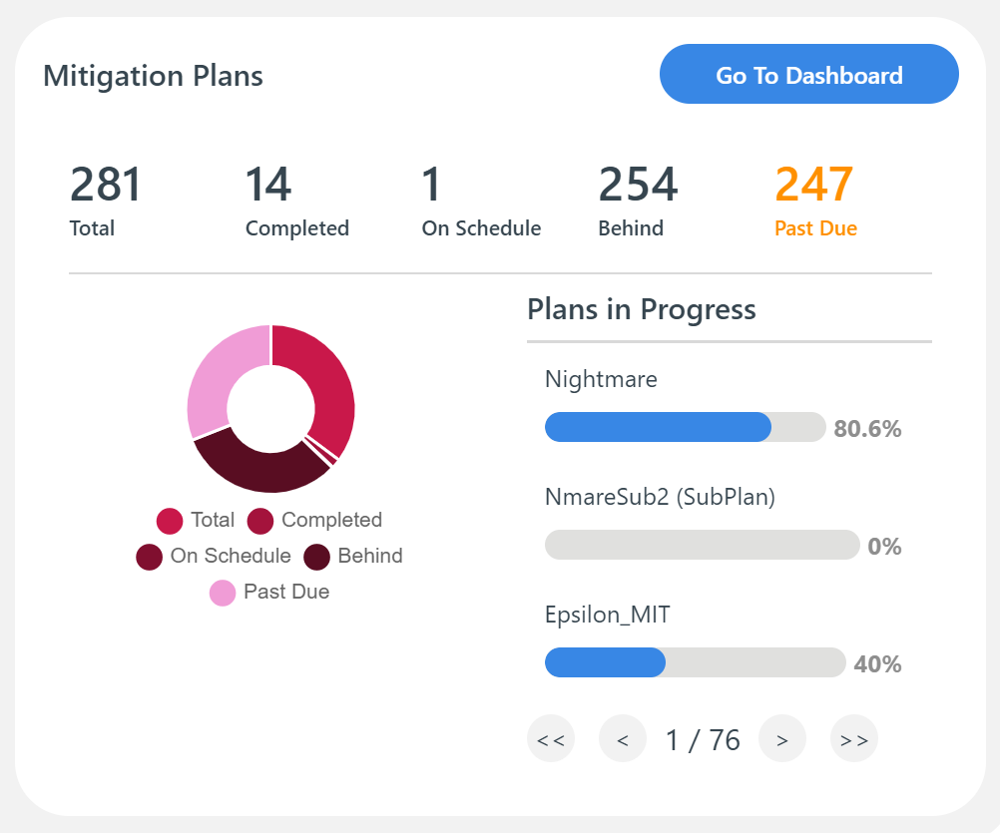 Mitigation Plans
Go To Dashboard
281
Total
14
Completed
1
On Schedule
254
Behind
247
Past Due
Total
Completed
On Schedule
Behind
Past Due
Plans in Progress
Nightmare
80.6%
NmareSub2 (SubPlan)
0%
Epsilon_MIT
40%
<< < 1 / 76 > >>